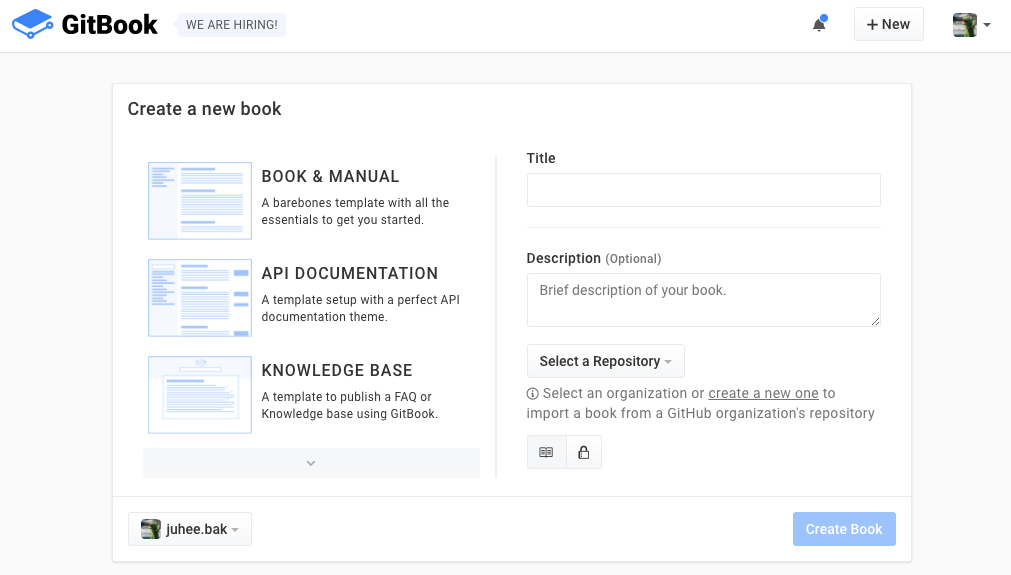 GitBook
WE ARE HIRING!
+ New
Create a new book
BOOK & MANUAL
A barebones template with all the
essentials to get you started.
API DOCUMENTATION
A template setup with a perfect API
documentation theme.
KNOWLEDGE BASE
A template to publish a FAQ or
Knowledge base using GitBook.
Title
Description (Optional)
Brief description of your book.
Select a Repository
Select an organization or create a new one to
import a book from a GitHub organization's repository
juhee.bak
Create Book